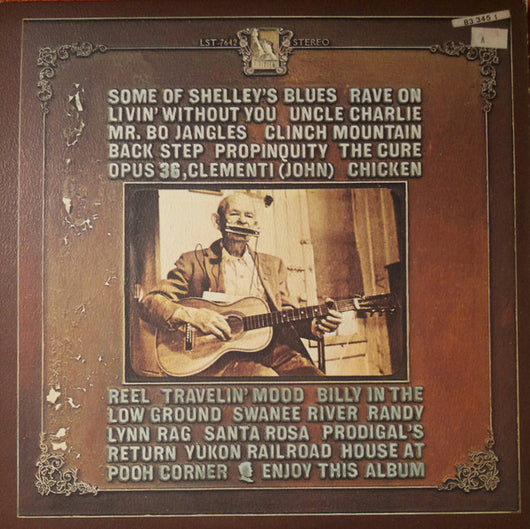 83 345 1
A
LST-7642 LIBERTY STEREO
SOME OF SHELLEY'S BLUES RAVE ON
LIVIN' WITHOUT YOU UNCLE CHARLIE
MR. BO JANGLES CLINCH MOUNTAIN
BACK STEP PROPINQUITY THE CURE
OPUS 36, CLEMENTI (JOHN) CHICKEN
REEL TRAVELIN' MOOD BILLY IN THE
LOW GROUND SWANEE RIVER RANDY
LYNN RAG SANTA ROSA PRODIGAL'S
RETURN YUKON RAILROAD HOUSE AT
POOH CORNER ENJOY THIS ALBUM